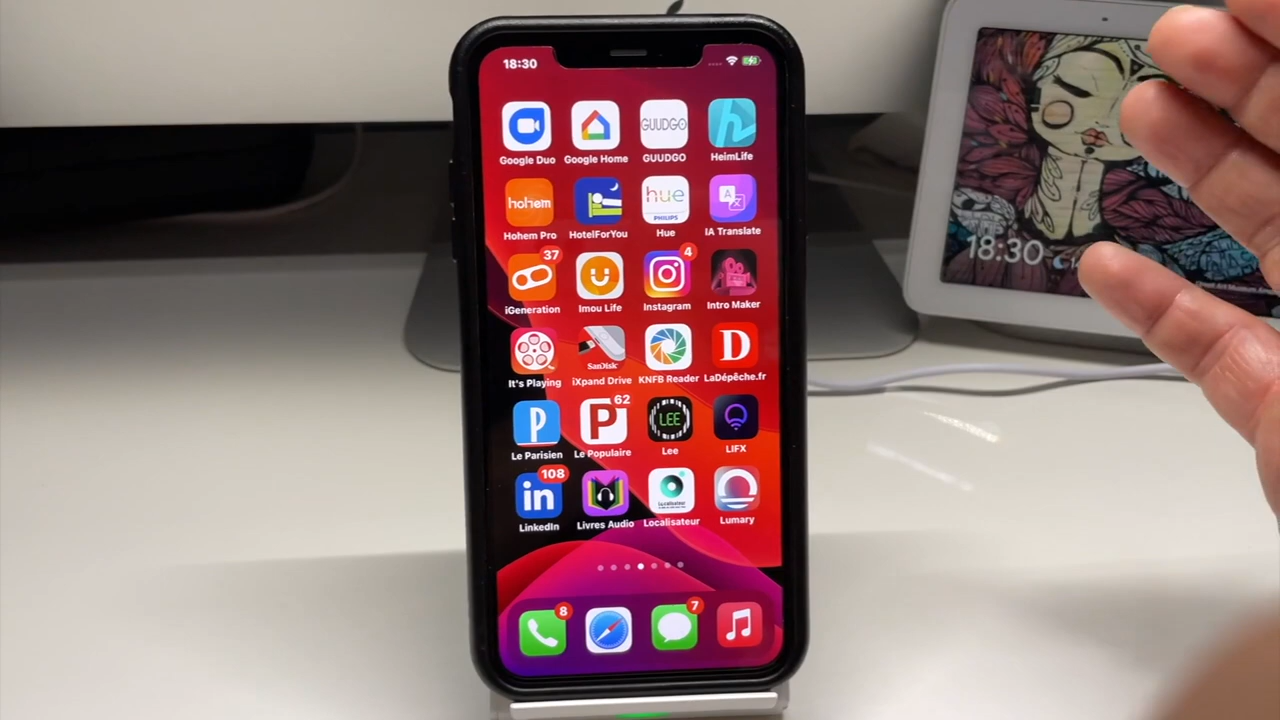 18:30
Google Duo Google Home GUUDGO HeimLife
GUUDGO
hohem hue
PHILIPS
Hohem Pro HotelForYou Hue IA Translate
37 4
iGeneration Imou Life Instagram Intro Maker
SanDisk D
It's Playing iXpand Drive KNFB Reader LaDépêche.fr
P P 62 LEE
Le Parisien Le Populaire Lee LIFX
in 108
LinkedIn Livres Audio Localisateur Lumary
8 7
18:30